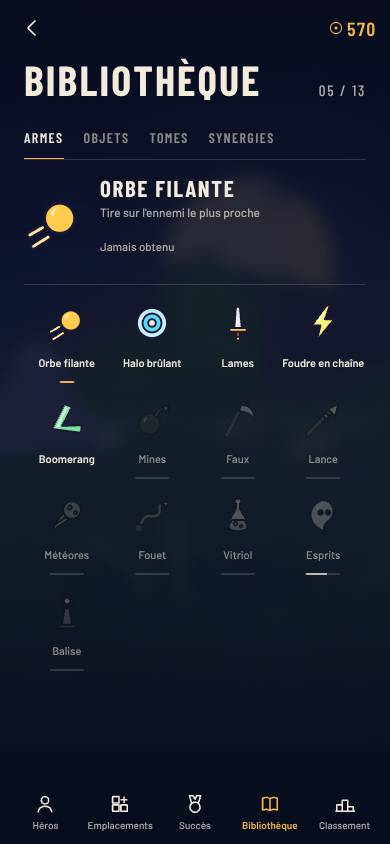 570
BIBLIOTHÈQUE
05 / 13
ARMES OBJETS TOMES SYNERGIES
ORBE FILANTE
Tire sur l'ennemi le plus proche
Jamais obtenu
Orbe filante Halo brûlant Lames Foudre en chaîne
Boomerang Mines Faux Lance
Météores Fouet Vitriol Esprits
Balise
Héros Emplacements Succès Bibliothèque Classement